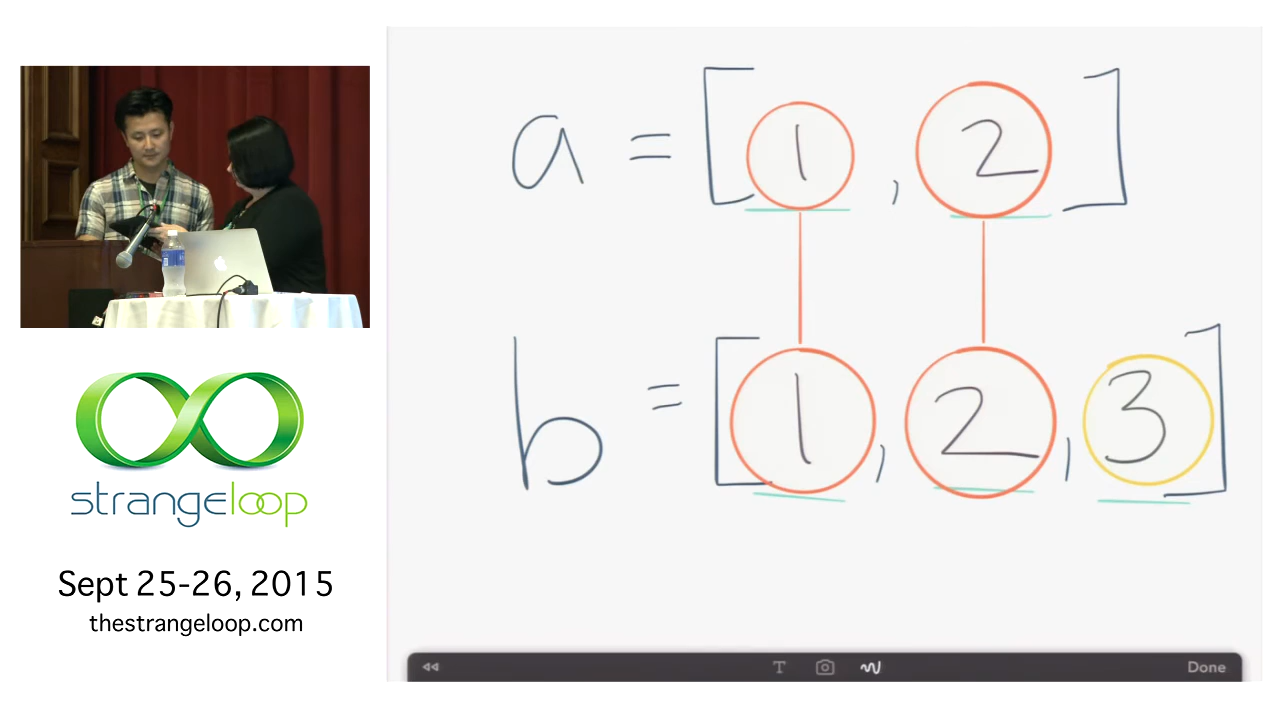 a = [1, 2]
b = [1, 2, 3]
strangeloop
Sept 25-26, 2015
thestrangeloop.com
T
Done